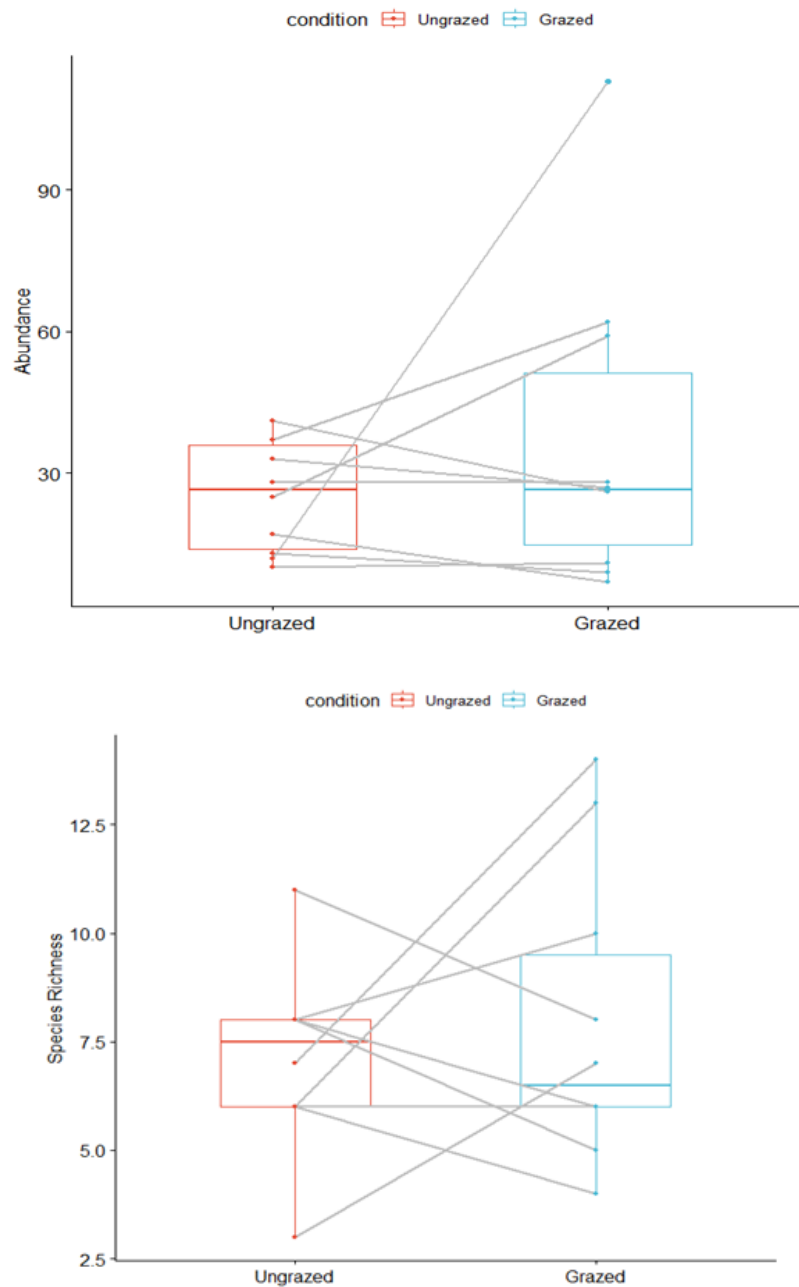 condition Ungrazed Grazed
Abundance
90
60
30
Ungrazed Grazed
condition Ungrazed Grazed
Species Richness
12.5
10.0
7.5
5.0
2.5
Ungrazed Grazed